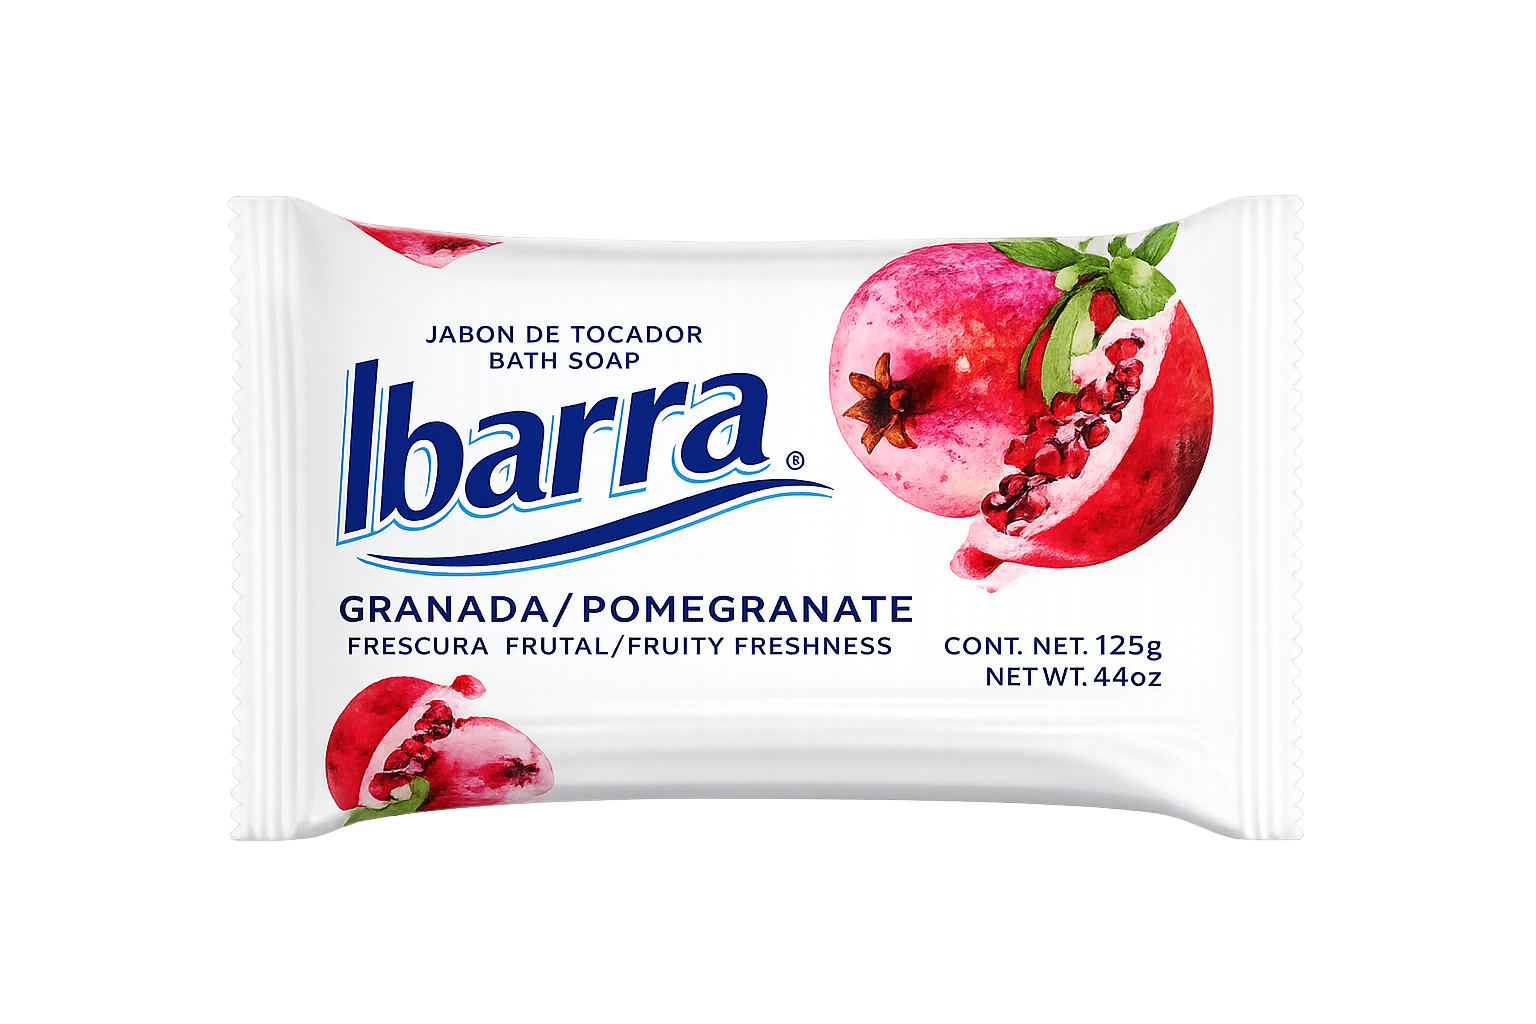 JABON DE TOCADOR
BATH SOAP
Ibarra®
GRANADA/POMEGRANATE
FRESCURA FRUTAL/FRUITY FRESHNESS
CONT. NET. 125g
NET WT. 44oz